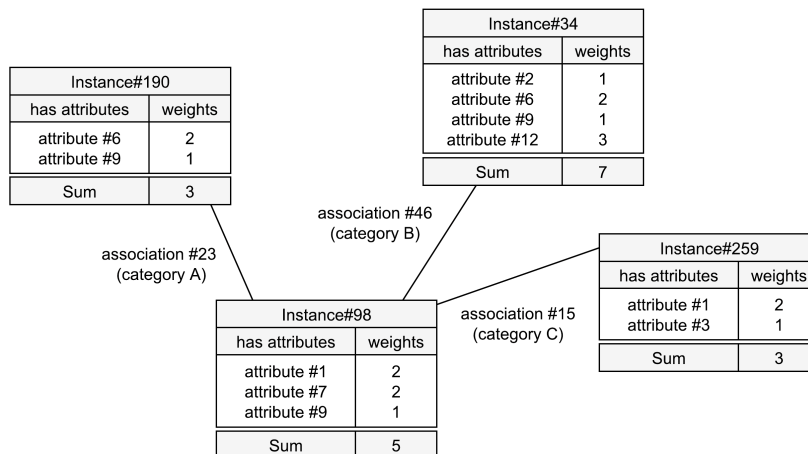 Instance#34
has attributes weights
attribute #2 1
attribute #6 2
attribute #9 1
attribute #12 3
Sum 7
Instance#190
has attributes weights
attribute #6 2
attribute #9 1
Sum 3
association #46
(category B)
association #23
(category A)
Instance#259
has attributes weights
attribute #1 2
attribute #3 1
Sum 3
association #15
(category C)
Instance#98
has attributes weights
attribute #1 2
attribute #7 2
attribute #9 1
Sum 5